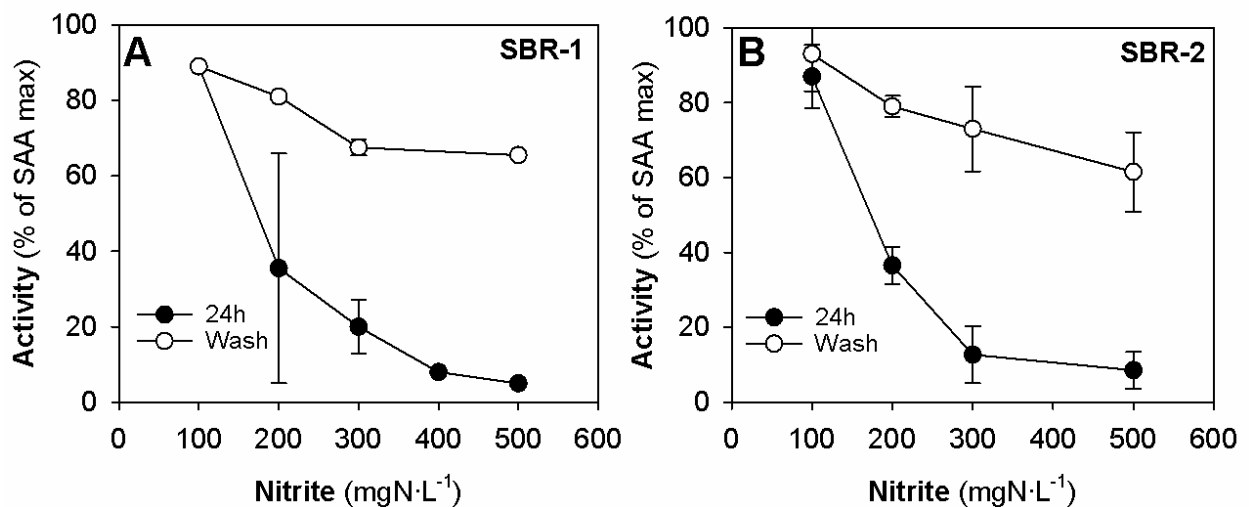 A
SBR-1
Activity (% of SAA max)
100
80
60
40
20
0
24h
Wash
0 100 200 300 400 500 600
Nitrite (mgN·L⁻¹)
B
SBR-2
Activity (% of SAA max)
100
80
60
40
20
0
24h
Wash
0 100 200 300 400 500 600
Nitrite (mgN·L⁻¹)